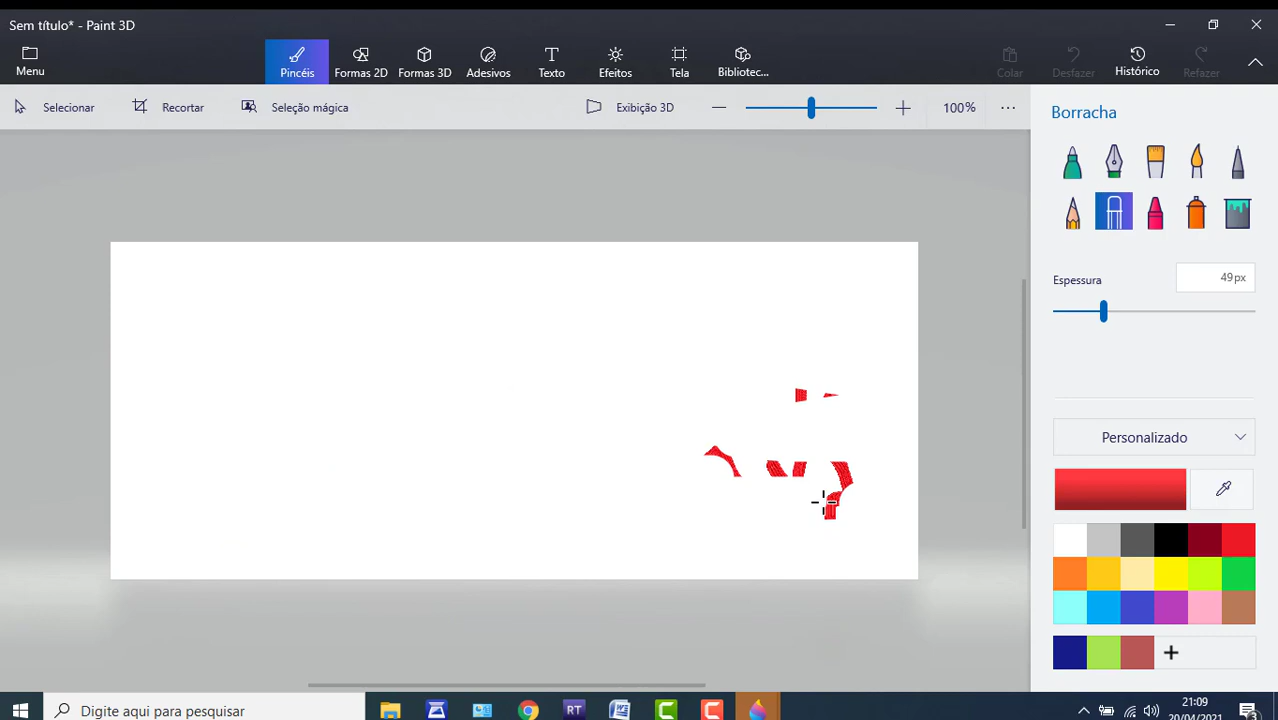 Sem título* - Paint 3D
Menu
Pincéis
Formas 2D
Formas 3D
Adesivos
Texto
Efeitos
Tela
Bibliotec...
Colar
Desfazer
Histórico
Refazer
Selecionar
Recortar
Seleção mágica
Exibição 3D
100%
Borracha
Espessura
49px
Personalizado
Digite aqui para pesquisar
RT
21:09
20/04/2021
3